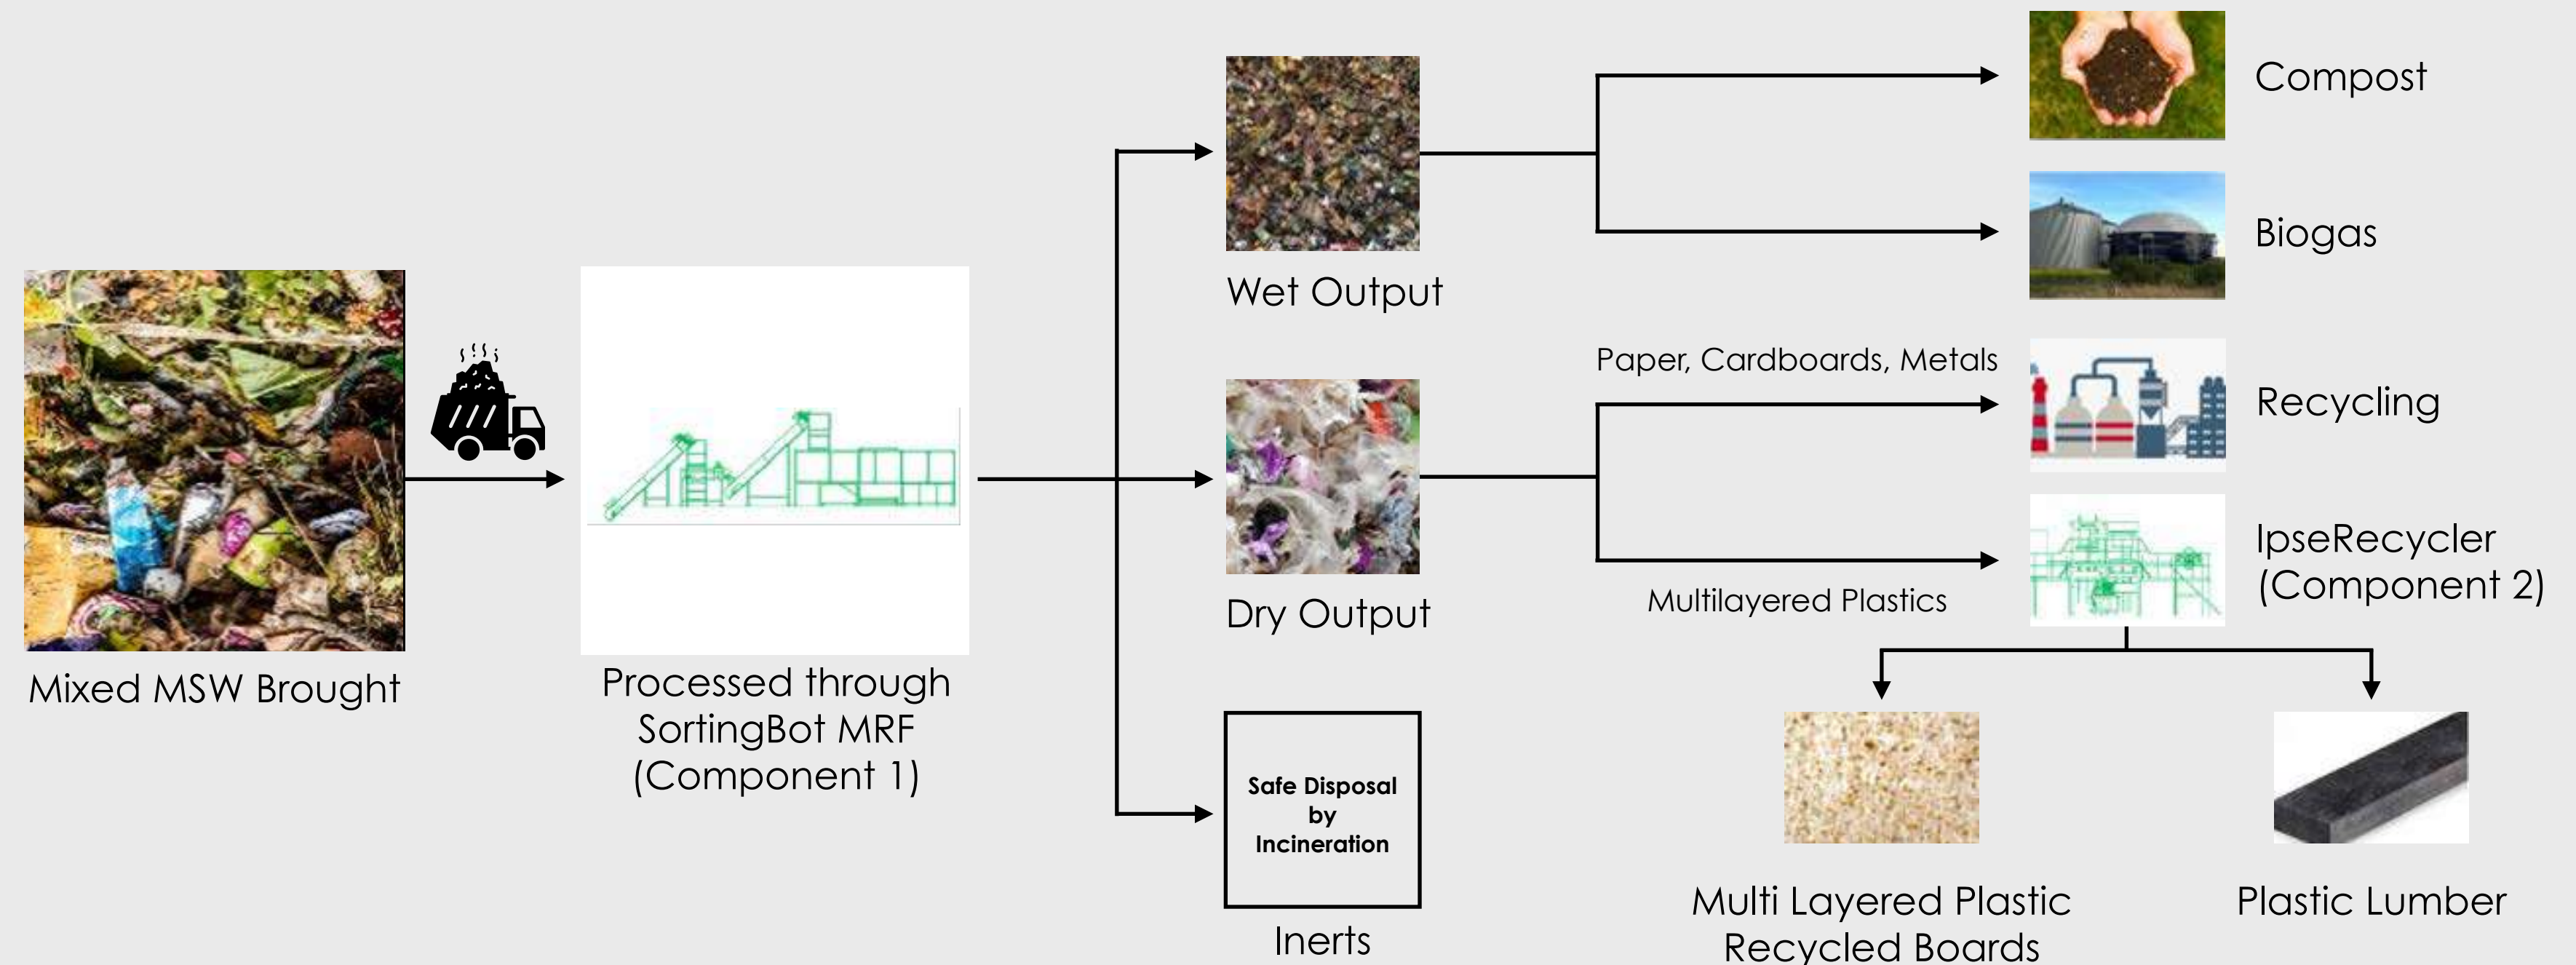 Mixed MSW Brought
Processed through
SortingBot MRF
(Component 1)
Wet Output
Dry Output
Safe Disposal
by
Incineration
Inerts
Compost
Biogas
Paper, Cardboards, Metals
Recycling
Multilayered Plastics
IpseRecycler
(Component 2)
Multi Layered Plastic
Recycled Boards
Plastic Lumber